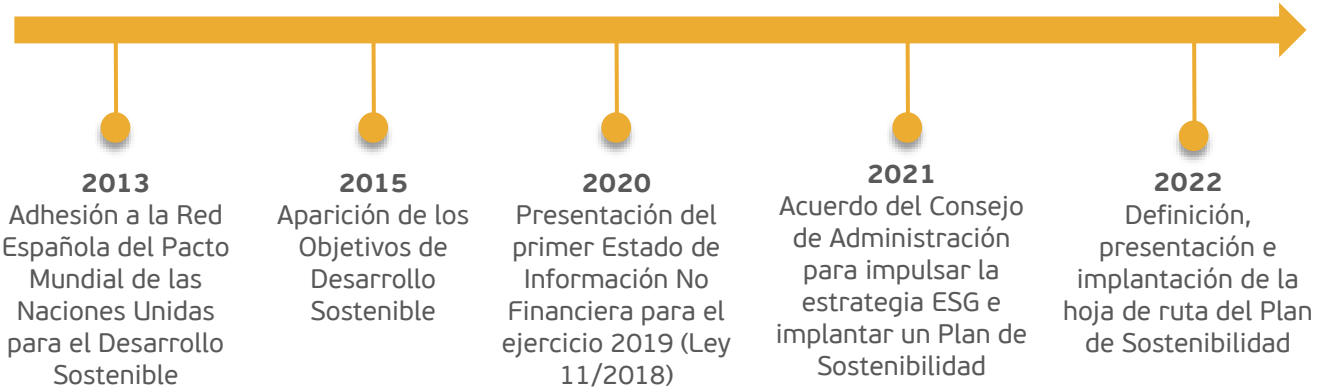 2013
Adhesión a la Red
Española del Pacto
Mundial de las
Naciones Unidas
para el Desarrollo
Sostenible
2015
Aparición de los
Objetivos de
Desarrollo
Sostenible
2020
Presentación del
primer Estado de
Información No
Financiera para el
ejercicio 2019 (Ley
11/2018)
2021
Acuerdo del Consejo
de Administración
para impulsar la
estrategia ESG e
implantar un Plan de
Sostenibilidad
2022
Definición,
presentación e
implantación de la
hoja de ruta del Plan
de Sostenibilidad